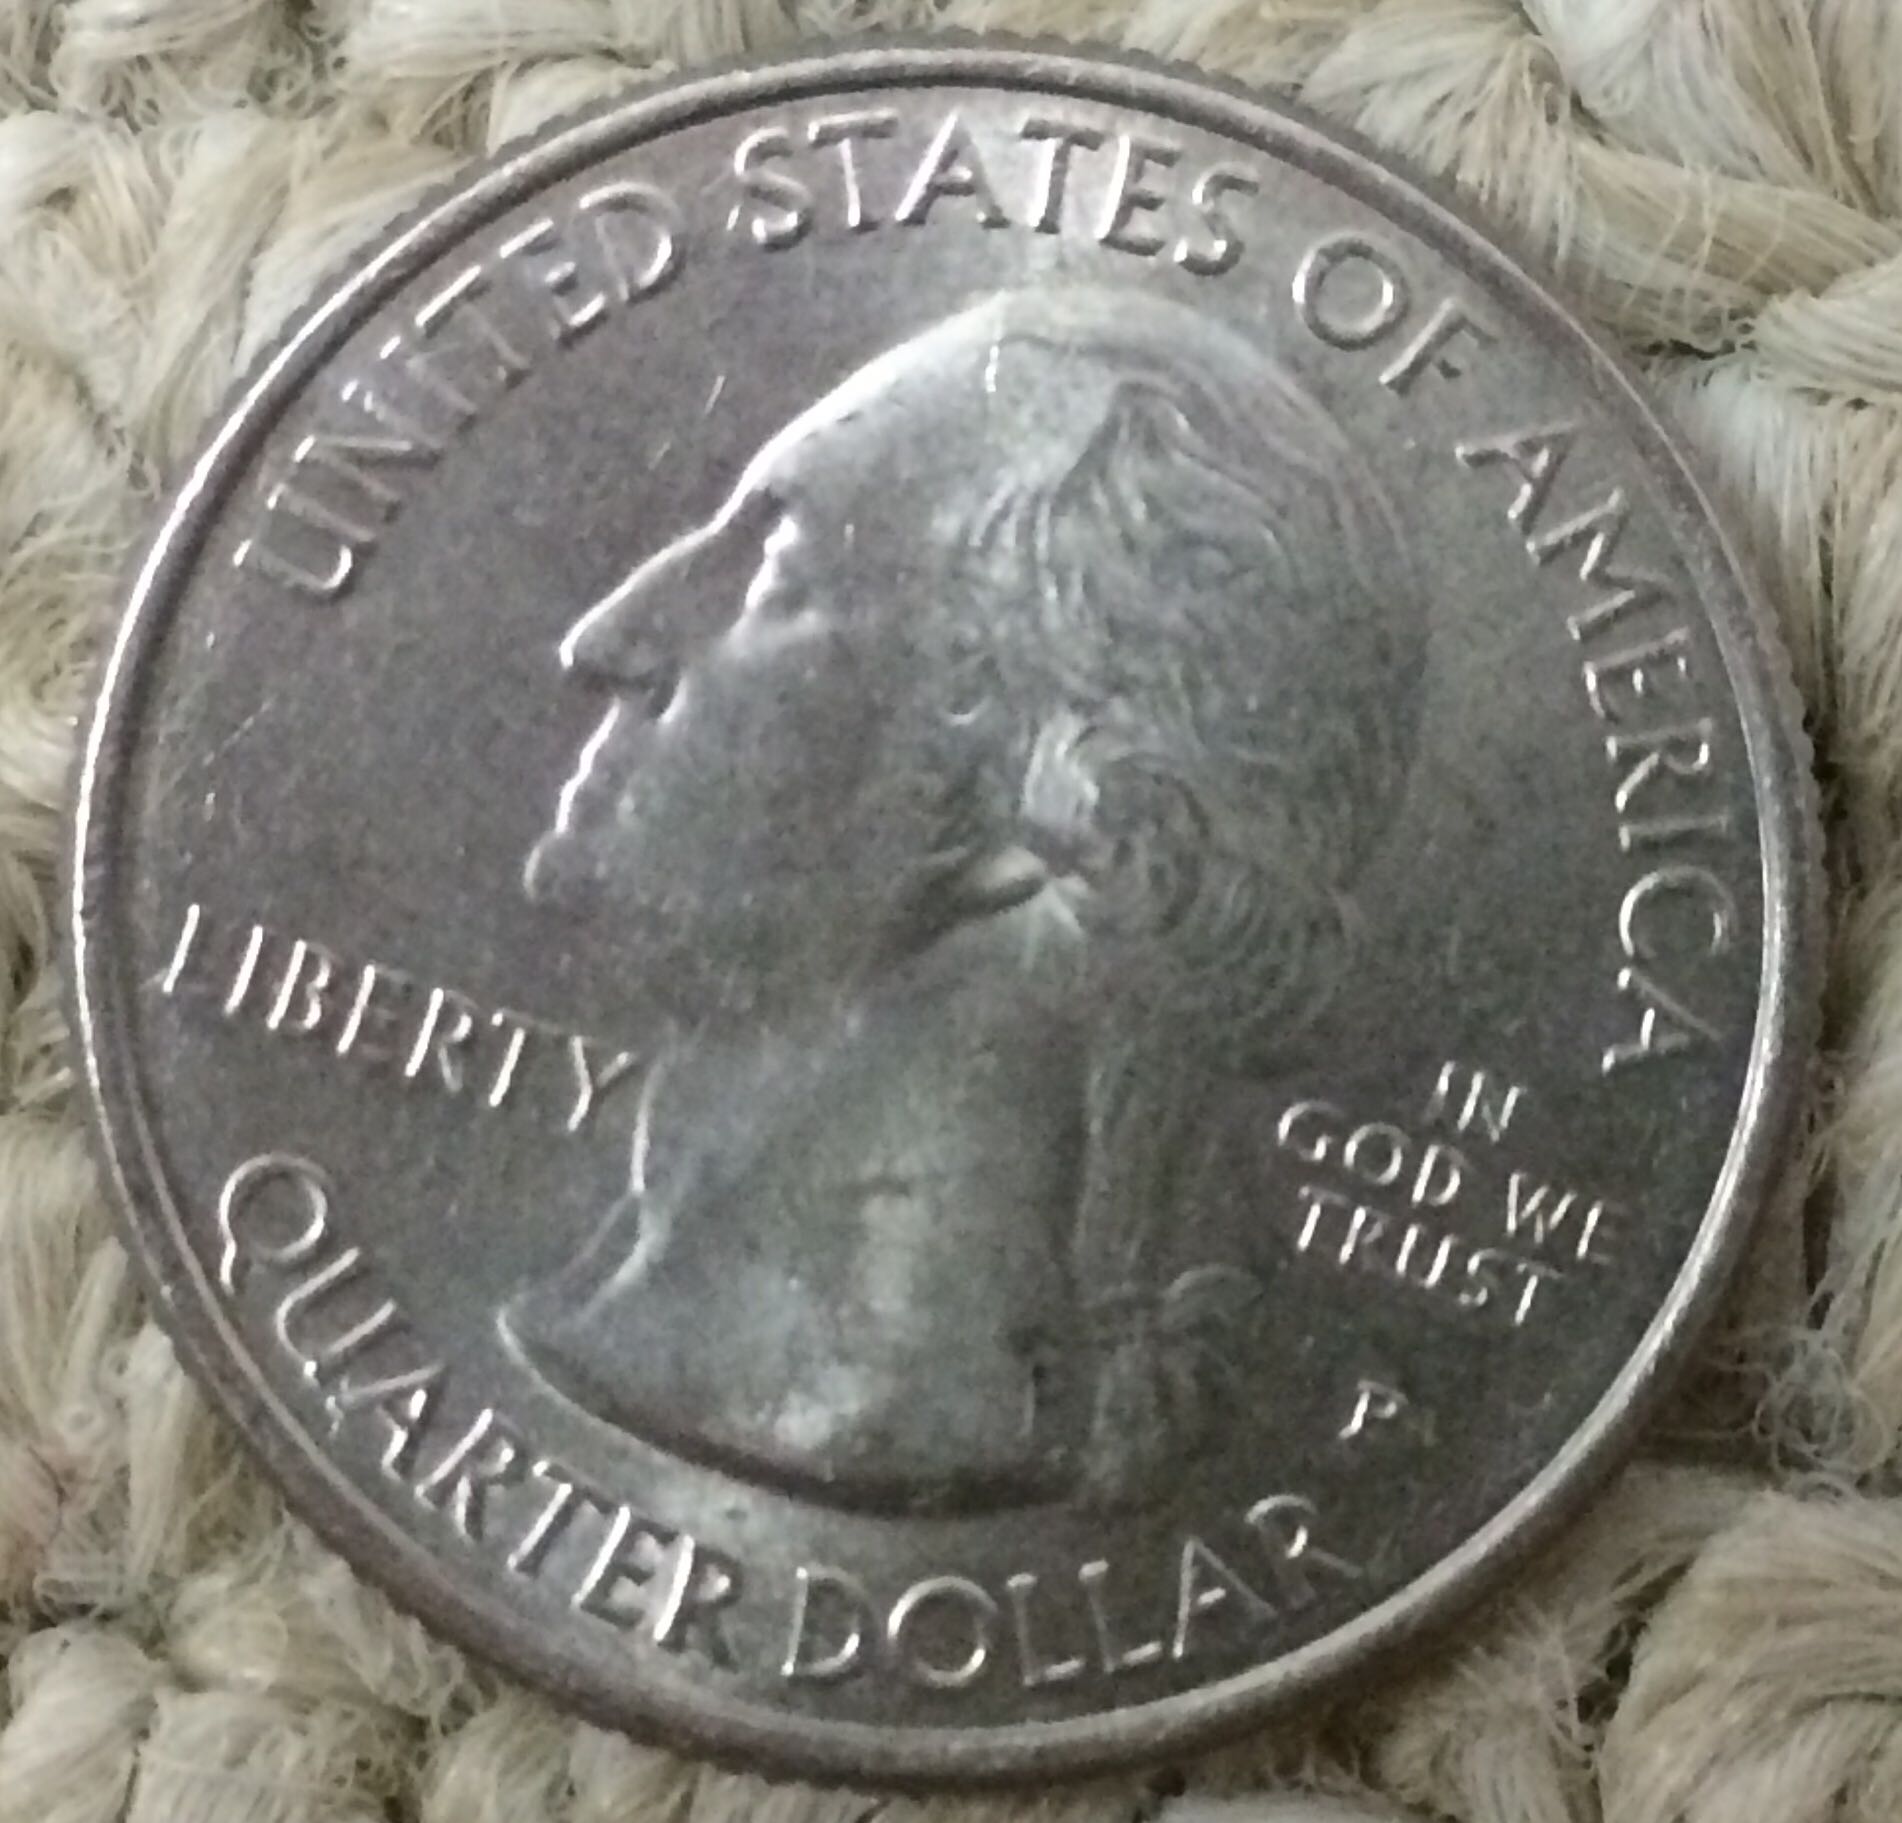 UNITED STATES OF AMERICA
LIBERTY
IN
GOD WE
TRUST
P
QUARTER DOLLAR